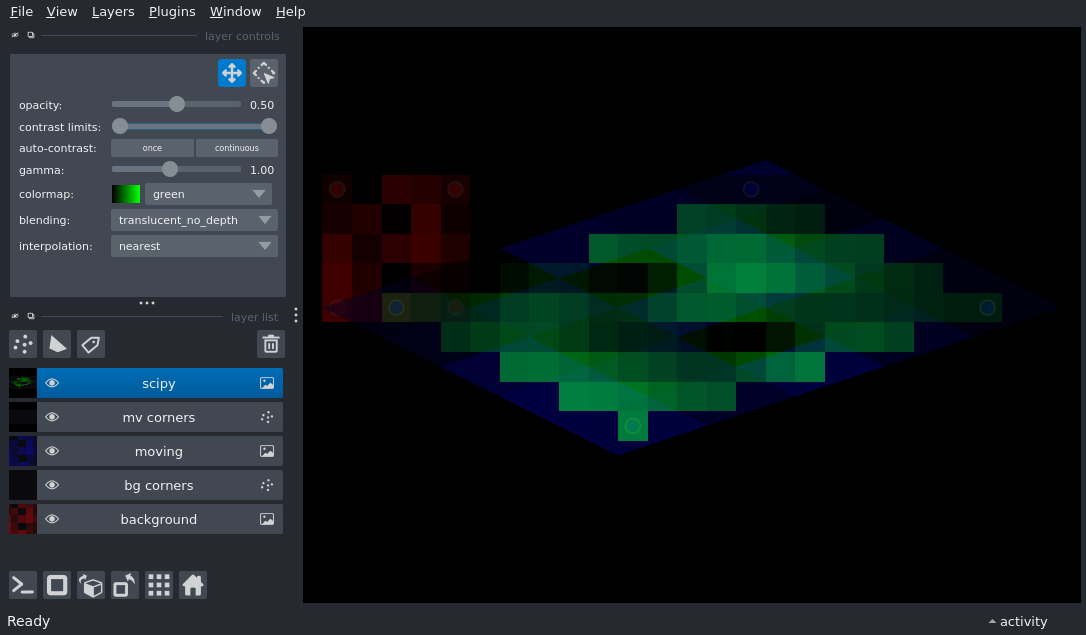 File View Layers Plugins Window Help
layer controls
opacity: 0.50
contrast limits:
auto-contrast: once continuous
gamma: 1.00
colormap: green
blending: translucent_no_depth
interpolation: nearest
layer list
scipy
mv corners
moving
bg corners
background
Ready
activity